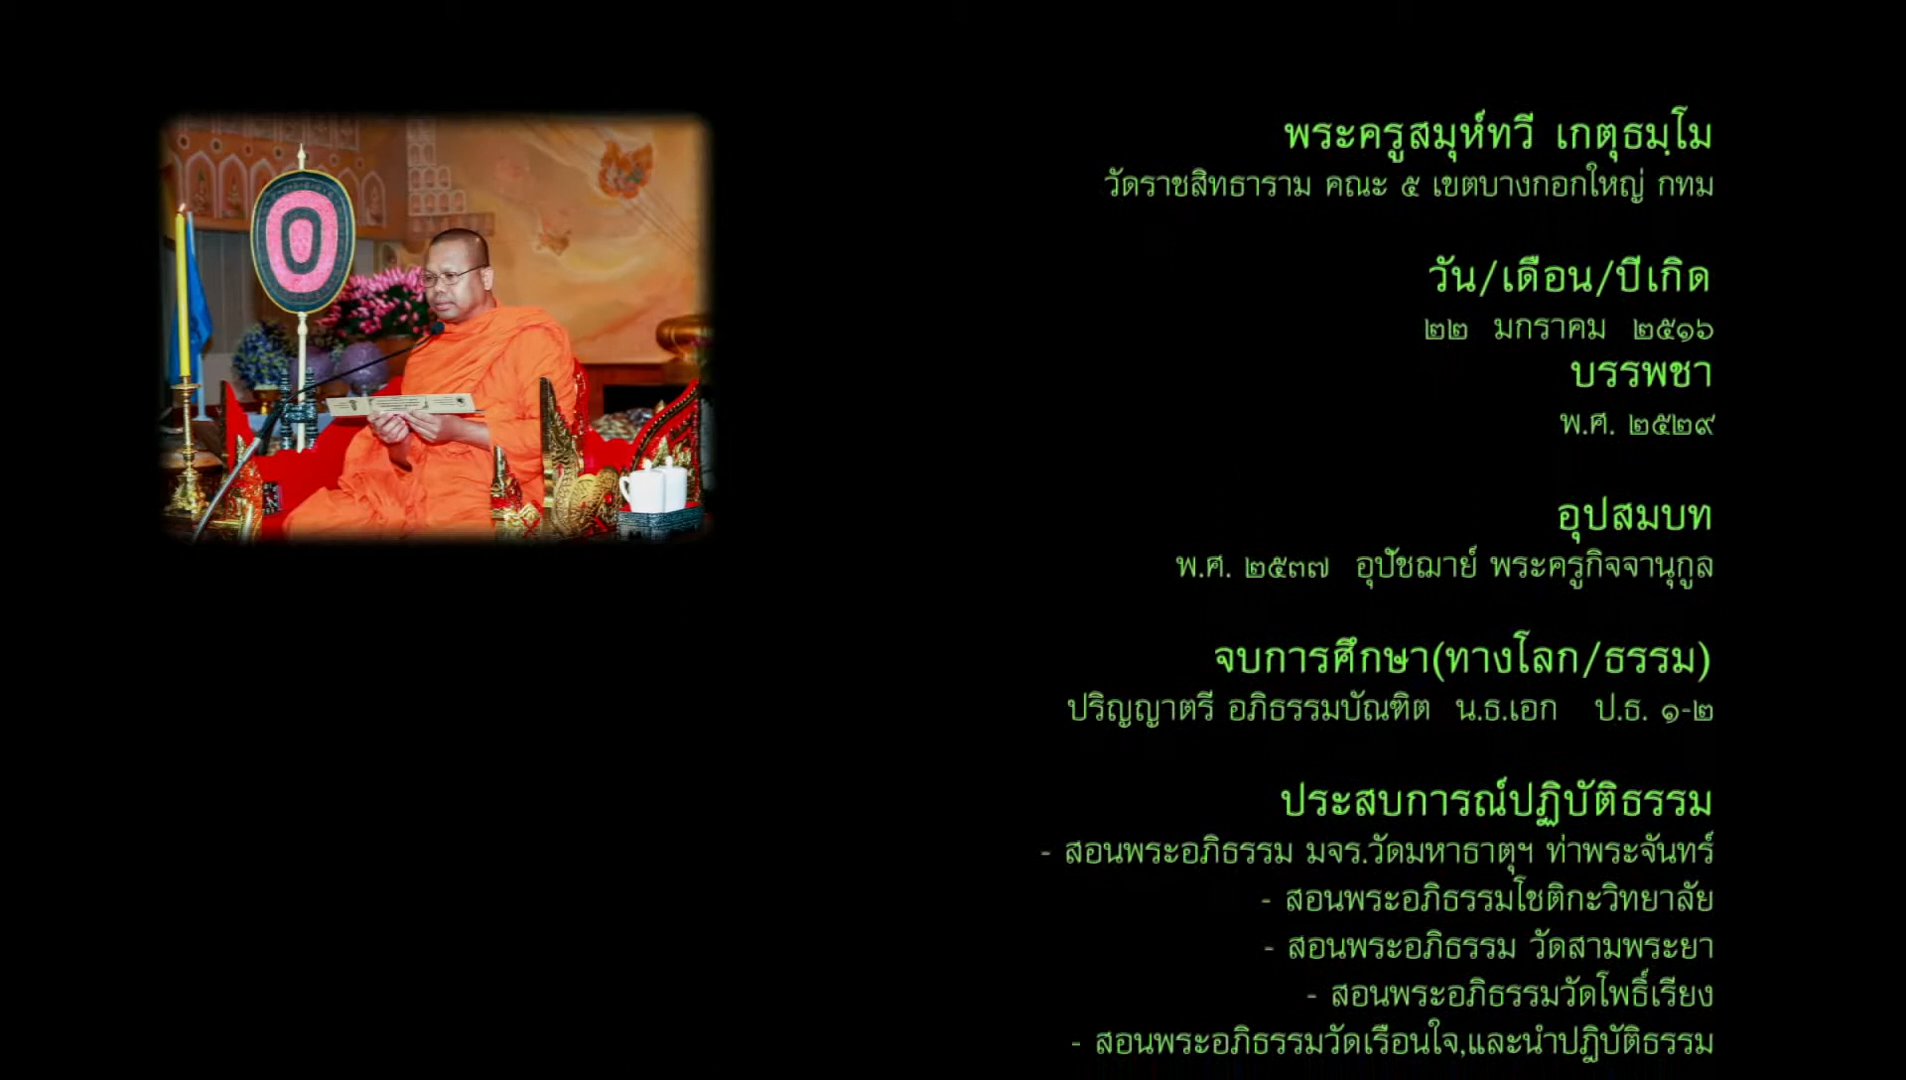 พระครูสมุห์ทวี เกตุธมฺโม
วัดราชสิทธาราม คณะ ๕ เขตบางกอกใหญ่ กทม
วัน/เดือน/ปีเกิด
๒๒ มกราคม ๒๕๑๖
บรรพชา
พ.ศ. ๒๕๒๙
อุปสมบท
พ.ศ. ๒๕๓๗ อุปัชฌาย์ พระครูกิจจานุกูล
จบการศึกษา(ทางโลก/ธรรม)
ปริญญาตรี อภิธรรมบัณฑิต น.ธ.เอก ป.ธ. ๑-๒
ประสบการณ์ปฏิบัติธรรม
- สอนพระอภิธรรม มจร.วัดมหาธาตุฯ ท่าพระจันทร์
- สอนพระอภิธรรมโชติกะวิทยาลัย
- สอนพระอภิธรรม วัดสามพระยา
- สอนพระอภิธรรมวัดโพธิ์เรียง
- สอนพระอภิธรรมวัดเรือนใจ,และนำปฎิบัติธรรม